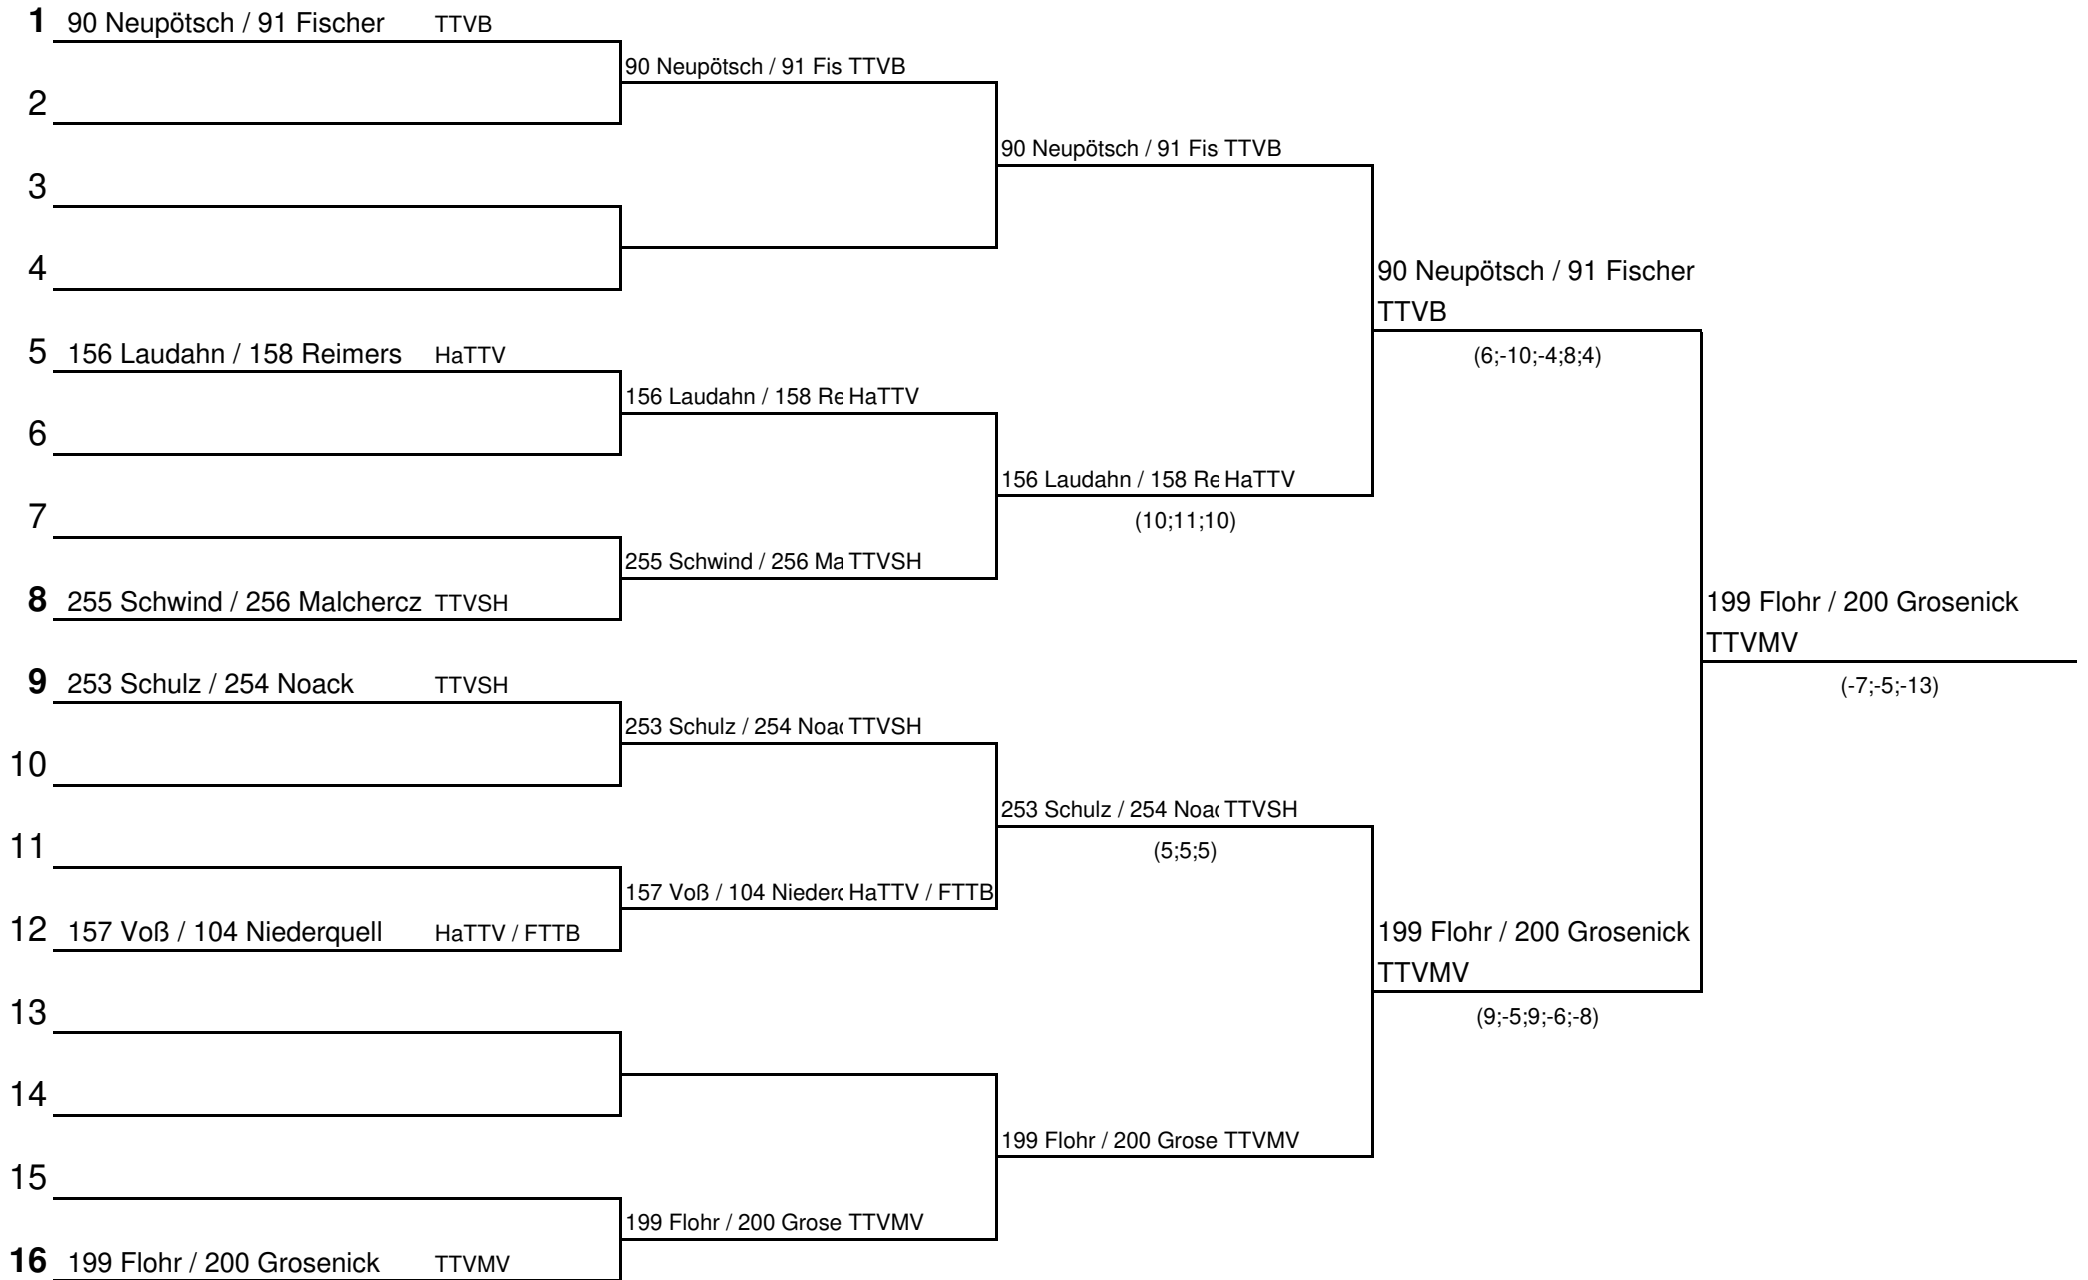 1 90 Neupötsch / 91 Fischer TTVB
90 Neupötsch / 91 Fis TTVB
2
90 Neupötsch / 91 Fis TTVB
3
4
90 Neupötsch / 91 Fischer
TTVB
5 156 Laudahn / 158 Reimers HaTTV
(6;-10;-4;8;4)
156 Laudahn / 158 Re HaTTV
6
156 Laudahn / 158 Re HaTTV
7
(10;11;10)
255 Schwind / 256 Ma TTVSH
8 255 Schwind / 256 Malchercz TTVSH
199 Flohr / 200 Grosenick
TTVMV
9 253 Schulz / 254 Noack TTVSH
(-7;-5;-13)
253 Schulz / 254 Noac TTVSH
10
253 Schulz / 254 Noac TTVSH
11
(5;5;5)
157 Voß / 104 Niederq HaTTV / FTTB
12 157 Voß / 104 Niederquell HaTTV / FTTB
199 Flohr / 200 Grosenick
TTVMV
13
(9;-5;9;-6;-8)
14
199 Flohr / 200 Grose TTVMV
15
199 Flohr / 200 Grose TTVMV
16 199 Flohr / 200 Grosenick TTVMV